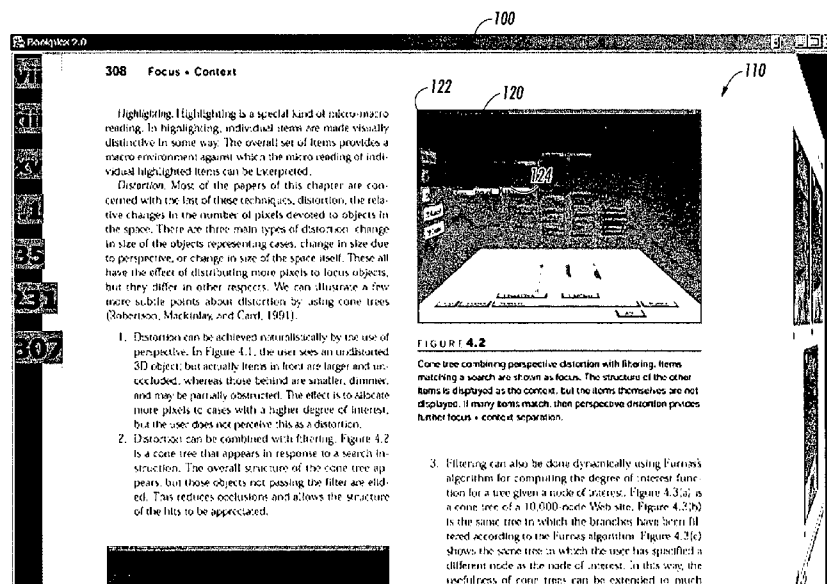 100
Bookplex 2.0
110
308 Focus + Context
122
120
124
Highlighting. Highlighting is a special kind of micro-macro
reading. In highlighting, individual items are made visually
distinctive in some way. The overall set of items provides a
macro environment against which the micro reading of indi-
vidual highlighted items can be interpreted.
Distortion. Most of the papers of this chapter are con-
cerned with the last of these techniques, distortion, the rela-
tive changes in the number of pixels devoted to objects in
the space. There are three main types of distortion: change
in size of the objects representing cases, change in size due
to perspective, or change in size of the space itself. These all
have the effect of distributing more pixels to focus objects,
but they differ in other respects. We can illustrate a few
more subtle points about distortion by using cone trees
(Robertson, Mackinlay, and Card, 1991).
1. Distortion can be achieved naturalistically by the use of
perspective. In Figure 4.1, the user sees an undistorted
3D object; but actually items in front are larger and un-
occluded, whereas those behind are smaller, dimmer,
and may be partially obstructed. The effect is to allocate
more pixels to cases with a higher degree of interest,
but the user does not perceive this as a distortion.
2. Distortion can be combined with filtering. Figure 4.2
is a cone tree that appears in response to a search in-
struction. The overall structure of the cone tree ap-
pears, but those objects not passing the filter are elid-
ed. This reduces occlusions and allows the structure
of the hits to be appreciated.
FIGURE 4.2
Cone tree combining perspective distortion with filtering. Items
matching a search are shown as focus. The structure of the other
items is displayed as the context, but the items themselves are not
displayed. If many items match, then perspective distortion privides
further focus + context separation.
3. Filtering can also be done dynamically using Furnas's
algorithm for computing the degree of interest func-
tion for a tree given a node of interest. Figure 4.3(a) is
a cone tree of a 10,000-node Web site. Figure 4.3(b)
is the same tree in which the branches have been fil-
tered according to the Furnas algorithm. Figure 4.3(c)
shows the same tree in which the user has specified a
different node as the node of interest. In this way, the
usefulness of cone trees can be extended to much
vii
xii
xv
1
35
231
307